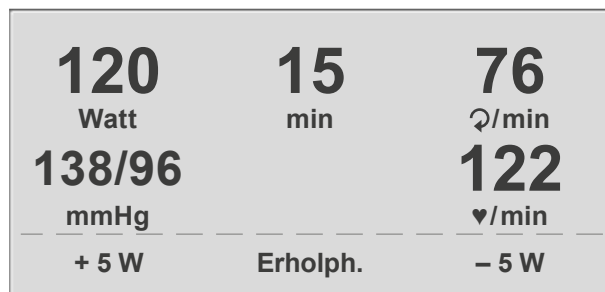 120 15 76
Watt min /min
138/96 122
mmHg ♥/min
+ 5 W Erholph. – 5 W